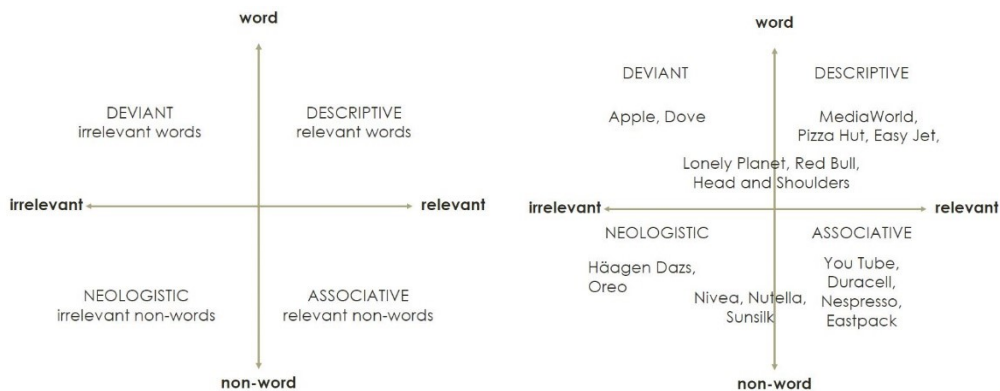 word
DEVIANT
irrelevant words
DESCRIPTIVE
relevant words
irrelevant
relevant
NEOLOGISTIC
irrelevant non-words
ASSOCIATIVE
relevant non-words
non-word
word
DEVIANT
DESCRIPTIVE
Apple, Dove
MediaWorld,
Pizza Hut, Easy Jet,
Lonely Planet, Red Bull,
Head and Shoulders
irrelevant
relevant
NEOLOGISTIC
ASSOCIATIVE
Häagen Dazs,
Oreo
You Tube,
Duracell,
Nespresso,
Eastpack
Nivea, Nutella,
Sunsilk
non-word